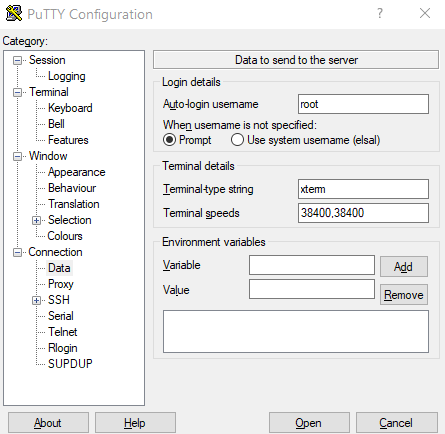 PuTTY Configuration
? ×
Category:
Session
Logging
Terminal
Keyboard
Bell
Features
Window
Appearance
Behaviour
Translation
Selection
Colours
Connection
Data
Proxy
SSH
Serial
Telnet
Rlogin
SUPDUP
Data to send to the server
Login details
Auto-login username root
When username is not specified:
Prompt Use system username (elsal)
Terminal details
Terminal-type string xterm
Terminal speeds 38400,38400
Environment variables
Variable Add
Value Remove
About Help Open Cancel